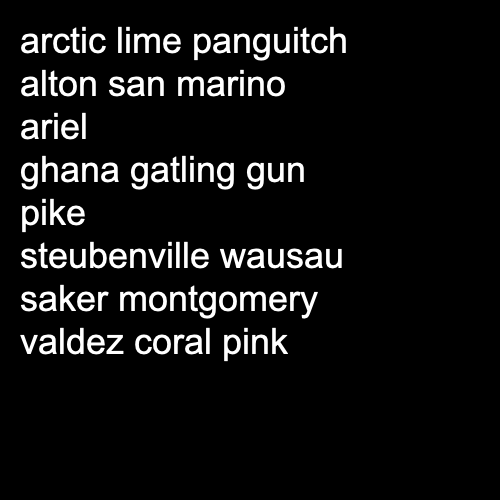 arctic lime panguitch
alton san marino
ariel
ghana gatling gun
pike
steubenville wausau
saker montgomery
valdez coral pink